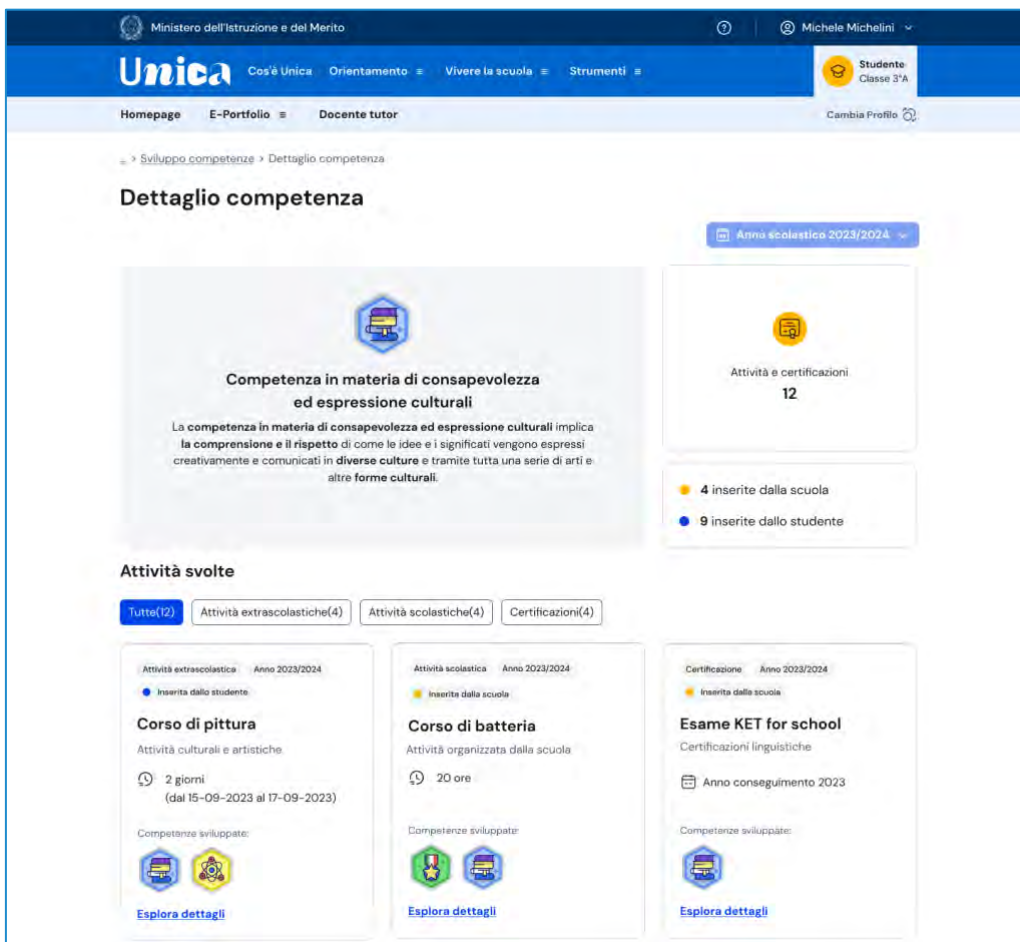 Ministero dell'Istruzione e del Merito
Michele Michelini
Unica
Cos'è Unica Orientamento Vivere la scuola Strumenti
Studente
Classe 3ªA
Homepage E-Portfolio Docente tutor
Cambia Profilo
... > Sviluppo competenze > Dettaglio competenza
Dettaglio competenza
Anno scolastico 2023/2024
Competenza in materia di consapevolezza
ed espressione culturali
La competenza in materia di consapevolezza ed espressione culturali implica
la comprensione e il rispetto di come le idee e i significati vengono espressi
creativamente e comunicati in diverse culture e tramite tutta una serie di arti e
altre forme culturali.
Attività e certificazioni
12
4 inserite dalla scuola
9 inserite dallo studente
Attività svolte
Tutte(12) Attività extrascolastiche(4) Attività scolastiche(4) Certificazioni(4)
Attività extrascolastica Anno 2023/2024
Inserita dallo studente
Corso di pittura
Attività culturali e artistiche
2 giorni
(dal 15-09-2023 al 17-09-2023)
Competenze sviluppate:
Esplora dettagli
Attività scolastica Anno 2023/2024
Inserita dalla scuola
Corso di batteria
Attività organizzata dalla scuola
20 ore
Competenze sviluppate:
Esplora dettagli
Certificazione Anno 2023/2024
Inserita dalla scuola
Esame KET for school
Certificazioni linguistiche
Anno conseguimento 2023
Competenze sviluppate:
Esplora dettagli